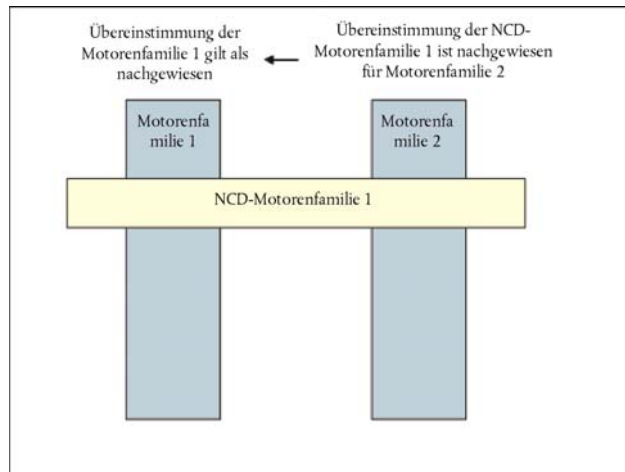 Übereinstimmung der
Motorenfamilie 1 gilt als
nachgewiesen
Übereinstimmung der NCD-
Motorenfamilie 1 ist nachgewiesen
für Motorenfamilie 2
Motorenfa
milie 1
Motorenfa
milie 2
NCD-Motorenfamilie 1